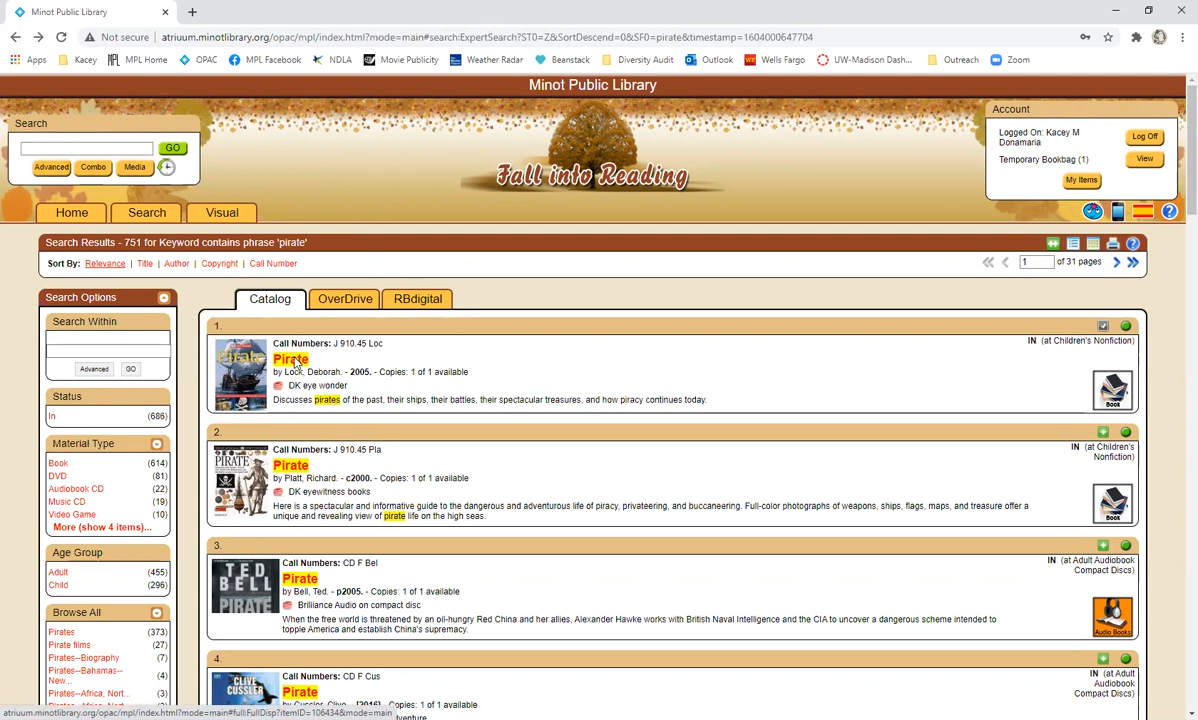 Minot Public Library
Not secure | atriuum.minotlibrary.org/opac/mpl/index.html?mode=main#search:ExpertSearch?ST0=Z&SortDescend=0&SF0=pirate&timestamp=1604000647704
Apps Kacey MPL Home OPAC MPL Facebook NDLA Movie Publicity Weather Radar Beanstack Diversity Audit Outlook Wells Fargo UW-Madison Dash... Outreach Zoom
Minot Public Library
Search
GO
Advanced Combo Media
Fall into Reading
Account
Logged On: Kacey M
Donamaria
Log Off
Temporary Bookbag (1)
View
My Items
Home Search Visual
Search Results - 751 for Keyword contains phrase 'pirate'
Sort By: Relevance | Title | Author | Copyright | Call Number
1 of 31 pages
Search Options
Search Within
Advanced GO
Status
In (686)
Material Type
Book (614)
DVD (81)
Audiobook CD (22)
Music CD (19)
Video Game (10)
More (show 4 items)...
Age Group
Adult (455)
Child (296)
Browse All
Pirates (373)
Pirate films (27)
Pirates--Biography (7)
Pirates--Bahamas-- (4)
New...
Pirates--Africa, Nort... (3)
Catalog OverDrive RBdigital
1.
Call Numbers: J 910.45 Loc
Pirate
by Lock, Deborah. - 2005. - Copies: 1 of 1 available
DK eye wonder
Discusses pirates of the past, their ships, their battles, their spectacular treasures, and how piracy continues today.
IN (at Children's Nonfiction)
Book
Pirate
2.
Call Numbers: J 910.45 Pla
Pirate
by Platt, Richard. - c2000. - Copies: 1 of 1 available
DK eyewitness books
Here is a spectacular and informative guide to the dangerous and adventurous life of piracy, privateering, and buccaneering. Full-color photographs of weapons, ships, flags, maps, and treasure offer a
unique and revealing view of pirate life on the high seas.
IN (at Children's
Nonfiction)
Book
PIRATE
3.
Call Numbers: CD F Bel
Pirate
by Bell, Ted. - p2005. - Copies: 1 of 1 available
Brilliance Audio on compact disc
When the free world is threatened by an oil-hungry Red China and her allies, Alexander Hawke works with British Naval Intelligence and the CIA to uncover a dangerous scheme intended to
topple America and establish China's supremacy.
IN (at Adult Audiobook
Compact Discs)
Audio Books
TED
BELL
PIRATE
4.
Call Numbers: CD F Cus
Pirate
by Cussler, Clive. - [2016]. - Copies: 1 of 1 available
IN (at Adult
Audiobook
Compact Discs)
CLIVE
CUSSLER
atriuum.minotlibrary.org/opac/mpl/index.html?mode=main#full:FullDisp?itemID=106434&mode=main